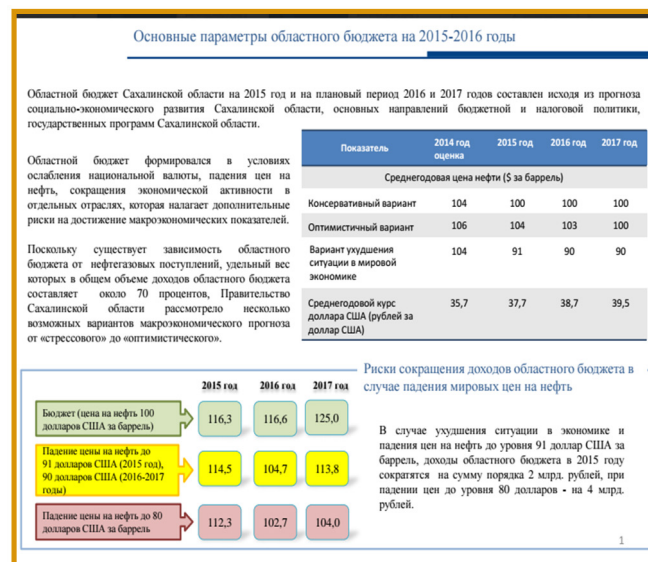 Основные параметры областного бюджета на 2015-2016 годы
Областной бюджет Сахалинской области на 2015 год и на плановый период 2016 и 2017 годов составлен исходя из прогноза
социально-экономического развития Сахалинской области, основных направлений бюджетной и налоговой политики,
государственных программ Сахалинской области.
Областной бюджет формировался в условиях
ослабления национальной валюты, падения цен на
нефть, сокращения экономической активности в
отдельных отраслях, которая налагает дополнительные
риски на достижение макроэкономических показателей.
Поскольку существует зависимость областного
бюджета от нефтегазовых поступлений, удельный вес
которых в общем объеме доходов областного бюджета
составляет около 70 процентов, Правительство
Сахалинской области рассмотрело несколько
возможных вариантов макроэкономического прогноза
от «стрессового» до «оптимистического».
Показатель 2014 год 2015 год 2016 год 2017 год
оценка
Среднегодовая цена нефти ($ за баррель)
Консервативный вариант 104 100 100 100
Оптимистичный вариант 106 104 103 100
Вариант ухудшения 104 91 90 90
ситуации в мировой
экономике
Среднегодовой курс 35,7 37,7 38,7 39,5
доллара США (рублей за
доллар США)
Риски сокращения доходов областного бюджета в
случае падения мировых цен на нефть
2015 год 2016 год 2017 год
Бюджет (цена на нефть 100
долларов США за баррель)
116,3 116,6 125,0
Падение цены на нефть до
91 долларов США (2015 год),
90 долларов США (2016-2017
годы)
114,5 104,7 113,8
Падение цены на нефть до 80
долларов США за баррель
112,3 102,7 104,0
В случае ухудшения ситуации в экономике и
падения цен на нефть до уровня 91 доллар США за
баррель, доходы областного бюджета в 2015 году
сократятся на сумму порядка 2 млрд. рублей, при
падении цен до уровня 80 долларов - на 4 млрд.
рублей.
1